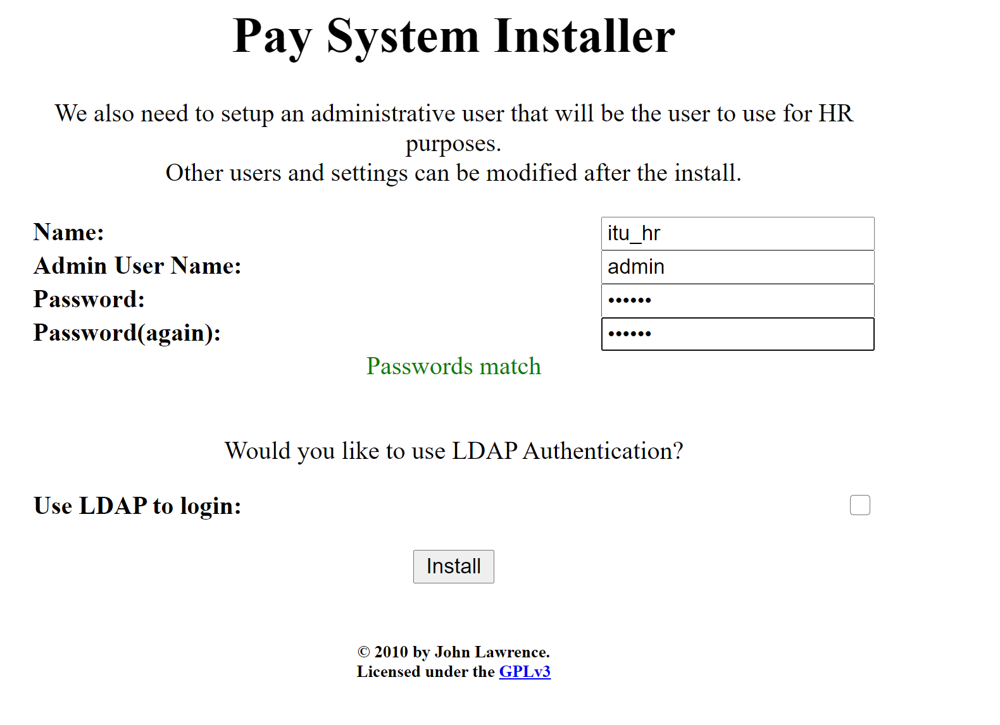 Pay System Installer
We also need to setup an administrative user that will be the user to use for HR
purposes.
Other users and settings can be modified after the install.
Name: itu_hr
Admin User Name: admin
Password: ••••••
Password(again): ••••••
Passwords match
Would you like to use LDAP Authentication?
Use LDAP to login:
Install
© 2010 by John Lawrence.
Licensed under the GPLv3